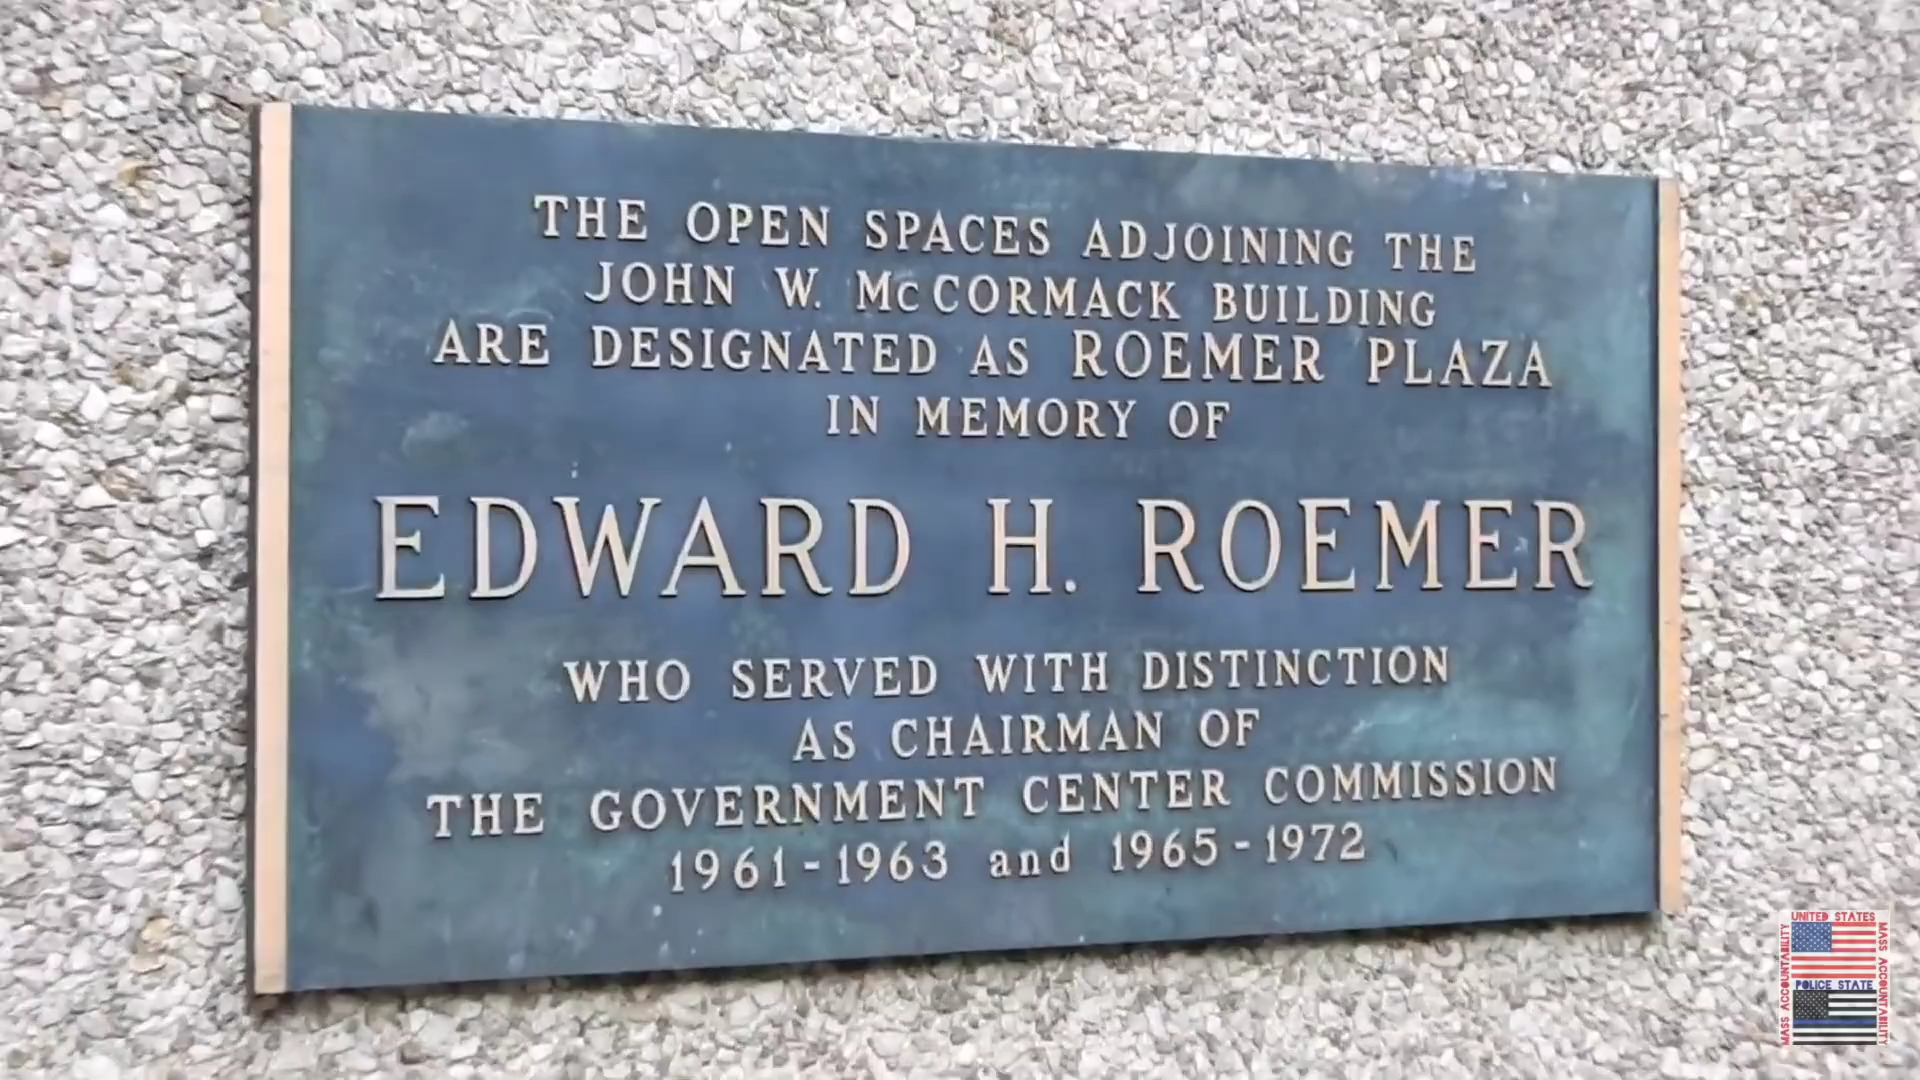 THE OPEN SPACES ADJOINING THE
JOHN W. McCORMACK BUILDING
ARE DESIGNATED AS ROEMER PLAZA
IN MEMORY OF
EDWARD H. ROEMER
WHO SERVED WITH DISTINCTION
AS CHAIRMAN OF
THE GOVERNMENT CENTER COMMISSION
1961-1963 and 1965-1972
UNITED STATES
MASS ACCOUNTABILITY
POLICE STATE
MASS ACCOUNTABILITY